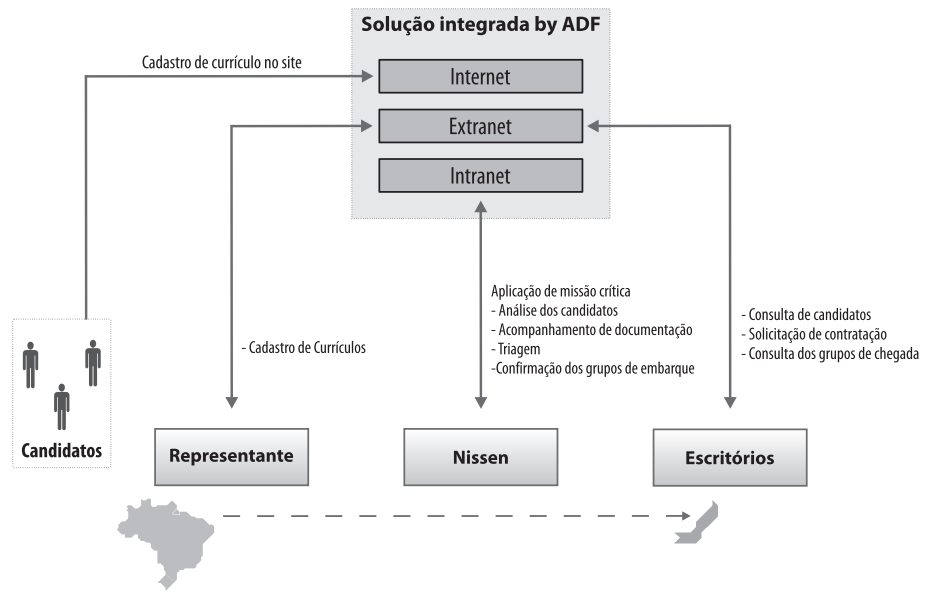 Solução integrada by ADF
Cadastro de currículo no site
Internet
Extranet
Intranet
Aplicação de missão crítica
- Análise dos candidatos
- Acompanhamento de documentação
- Triagem
-Confirmação dos grupos de embarque
- Consulta de candidatos
- Solicitação de contratação
- Consulta dos grupos de chegada
- Cadastro de Currículos
Candidatos
Representante
Nissen
Escritórios